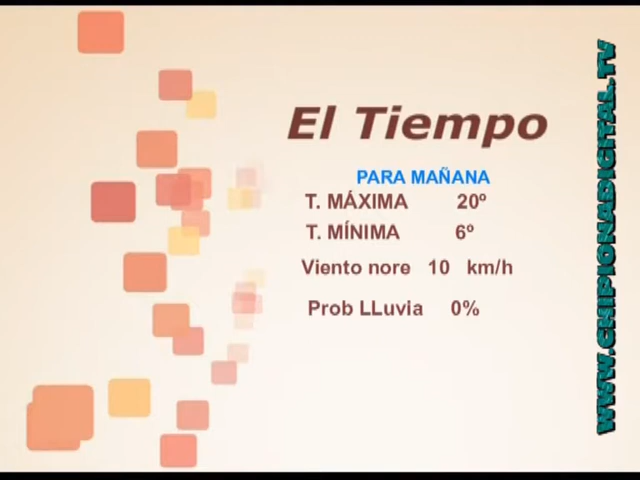 El Tiempo
PARA MAÑANA
T. MÁXIMA 20º
T. MÍNIMA 6º
Viento nore 10 km/h
Prob LLuvia 0%
WWW.CHIPIONADIGITAL.TV